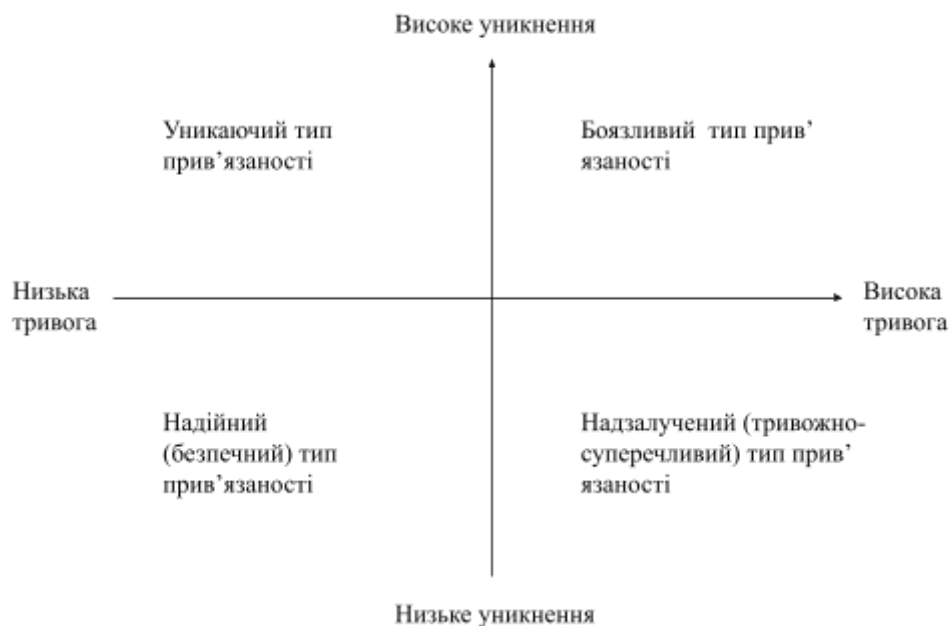 Високе уникнення
Уникаючий тип
прив’язаності
Боязливий тип прив’
язаності
Низька
тривога
Висока
тривога
Надійний
(безпечний) тип
прив’язаності
Надзалучений (тривожно-
суперечливий) тип прив’
язаності
Низьке уникнення